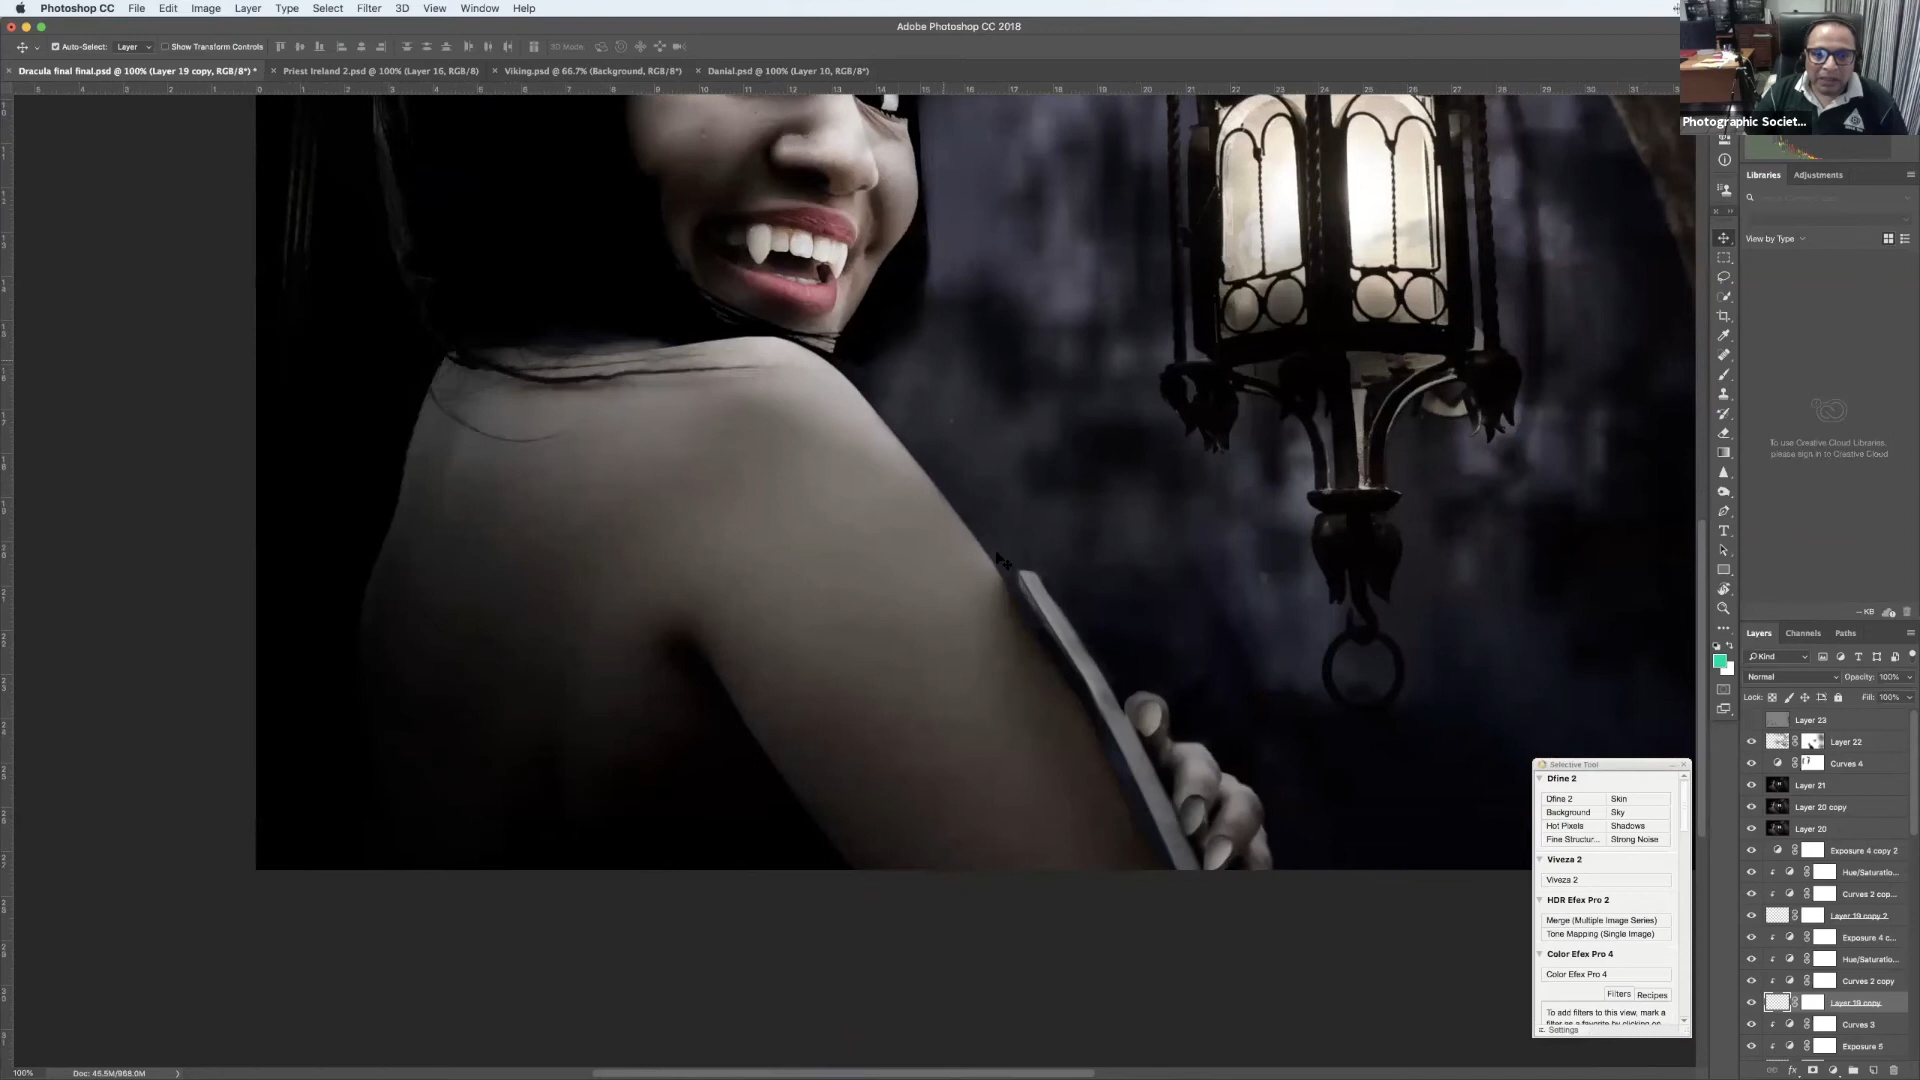 Photoshop CC File Edit Image Layer Type Select Filter 3D View Window Help
Adobe Photoshop CC 2018
Auto-Select: Layer Show Transform Controls 3D Mode:
Dracula final final.psd @ 100% (Layer 19 copy, RGB/8*) * Priest Ireland 2.psd @ 100% (Layer 16, RGB/8) Viking.psd @ 66.7% (Background, RGB/8*) Danial.psd @ 100% (Layer 10, RGB/8*)
Photographic Societ...
Libraries Adjustments
View by Type
To use Creative Cloud Libraries,
please sign in to Creative Cloud
-- KB
Layers Channels Paths
Kind
Normal Opacity: 100%
Lock: Fill: 100%
Layer 23
Layer 22
Curves 4
Layer 21
Layer 20 copy
Layer 20
Exposure 4 copy 2
Hue/Saturatio...
Curves 2 cop...
Layer 19 copy 2
Exposure 4 c...
Hue/Saturatio...
Curves 2 copy
Layer 19 copy
Curves 3
Exposure 5
Selective Tool
Dfine 2
Dfine 2 Skin
Background Sky
Hot Pixels Shadows
Fine Structur... Strong Noise
Viveza 2
Viveza 2
HDR Efex Pro 2
Merge (Multiple Image Series)
Tone Mapping (Single Image)
Color Efex Pro 4
Color Efex Pro 4
Filters Recipes
To add filters to this view, mark a
filter as a favorite by clicking on
Settings
100% Doc: 45.5M/968.0M